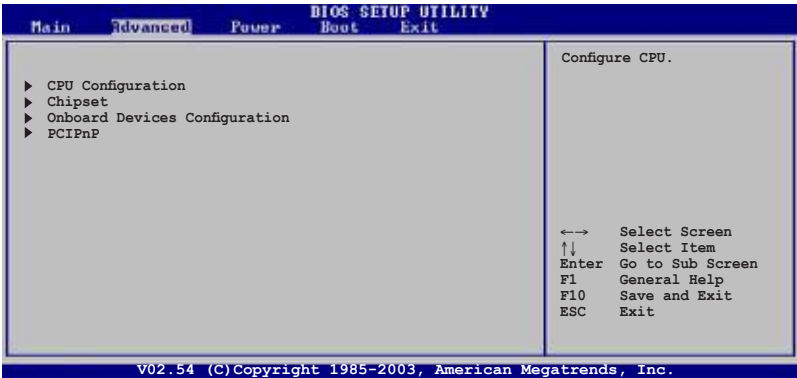 BIOS SETUP UTILITY
Main Advanced Power Boot Exit
Configure CPU.
CPU Configuration
Chipset
Onboard Devices Configuration
PCIPnP
←→ Select Screen
↑↓ Select Item
Enter Go to Sub Screen
F1 General Help
F10 Save and Exit
ESC Exit
V02.54 (C)Copyright 1985-2003, American Megatrends, Inc.